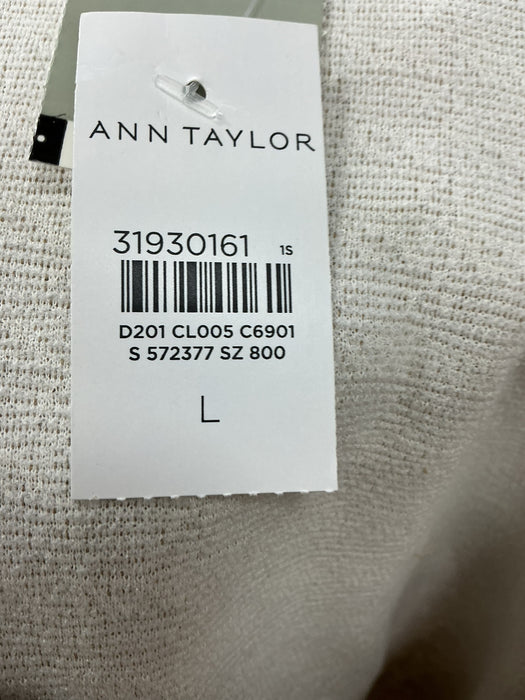 ANN TAYLOR
31930161 1S
D201 CL005 C6901
S 572377 SZ 800
L